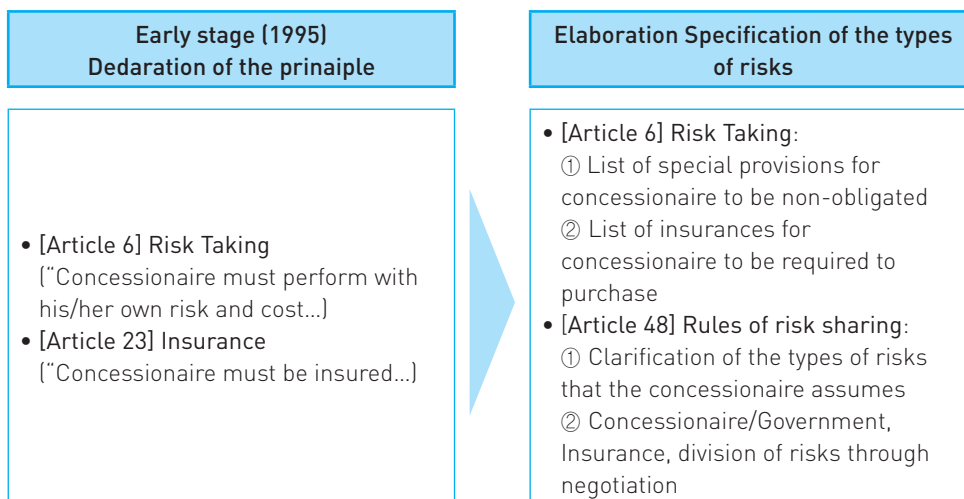 Early stage (1995)
Dedaration of the prinaiple
• [Article 6] Risk Taking
(“Concessionaire must perform with
his/her own risk and cost...)
• [Article 23] Insurance
(“Concessionaire must be insured...)
Elaboration Specification of the types
of risks
• [Article 6] Risk Taking:
① List of special provisions for
concessionaire to be non-obligated
② List of insurances for
concessionaire to be required to
purchase
• [Article 48] Rules of risk sharing:
① Clarification of the types of risks
that the concessionaire assumes
② Concessionaire/Government,
Insurance, division of risks through
negotiation